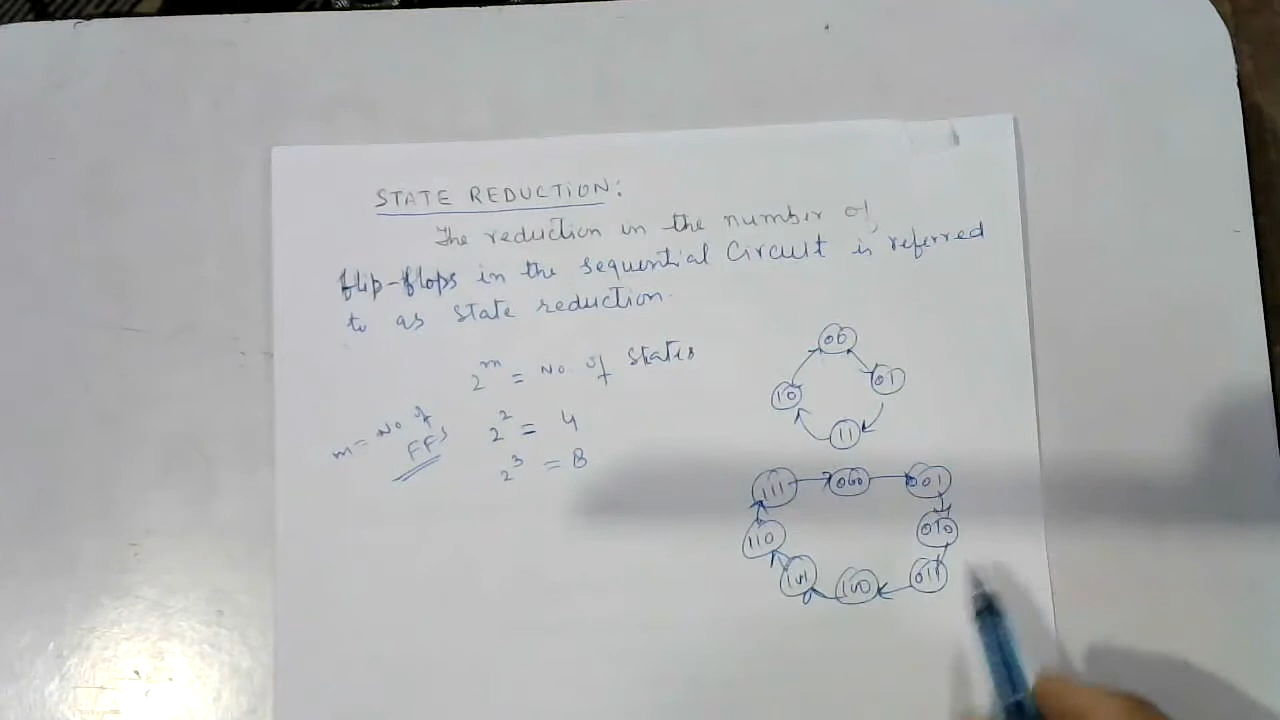 STATE REDUCTION:
The reduction in the number of
flip-flops in the sequential Circuit is referred
to as state reduction.
2^m = No of States
m = No of FFS
2^2 = 4
2^3 = 8
00
01
11
10
000
001
010
011
100
101
110
111